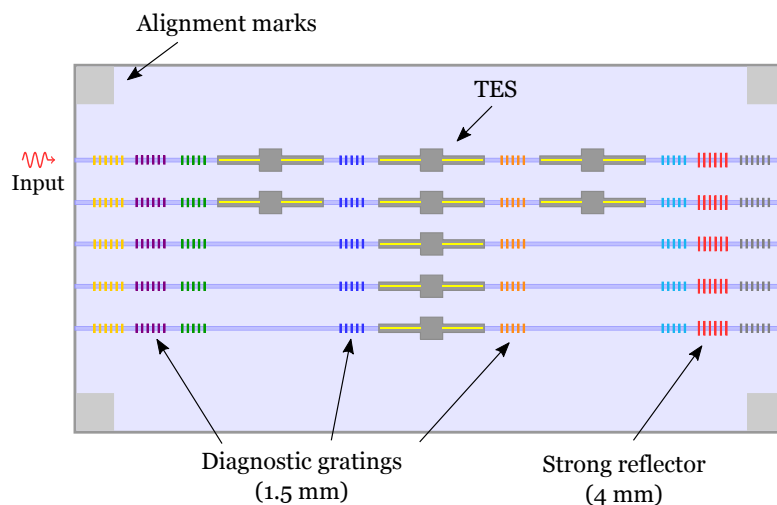 Alignment marks
TES
Input
Diagnostic gratings
(1.5 mm)
Strong reflector
(4 mm)